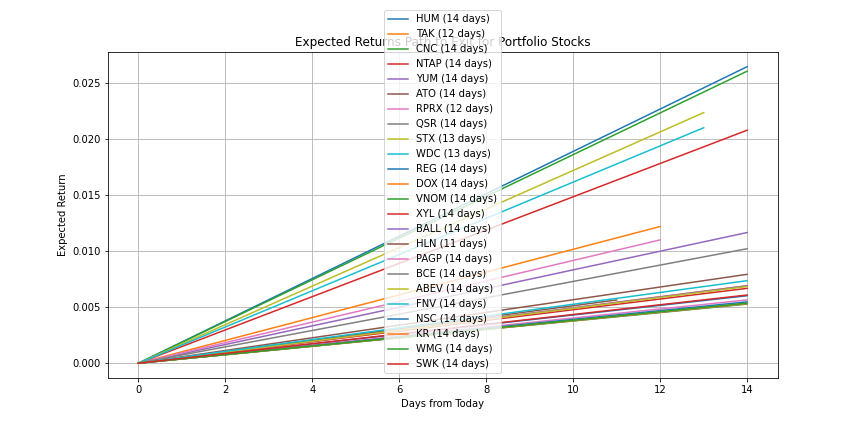 Expected Returns Path to Exit for Portfolio Stocks
HUM (14 days)
TAK (12 days)
CNC (14 days)
NTAP (14 days)
YUM (14 days)
ATO (14 days)
RPRX (12 days)
QSR (14 days)
STX (13 days)
WDC (13 days)
REG (14 days)
DOX (14 days)
VNOM (14 days)
XYL (14 days)
BALL (14 days)
HLN (11 days)
PAGP (14 days)
BCE (14 days)
ABEV (14 days)
FNV (14 days)
NSC (14 days)
KR (14 days)
WMG (14 days)
SWK (14 days)
Expected Return
0.025
0.020
0.015
0.010
0.005
0.000
0 2 4 6 8 10 12 14
Days from Today